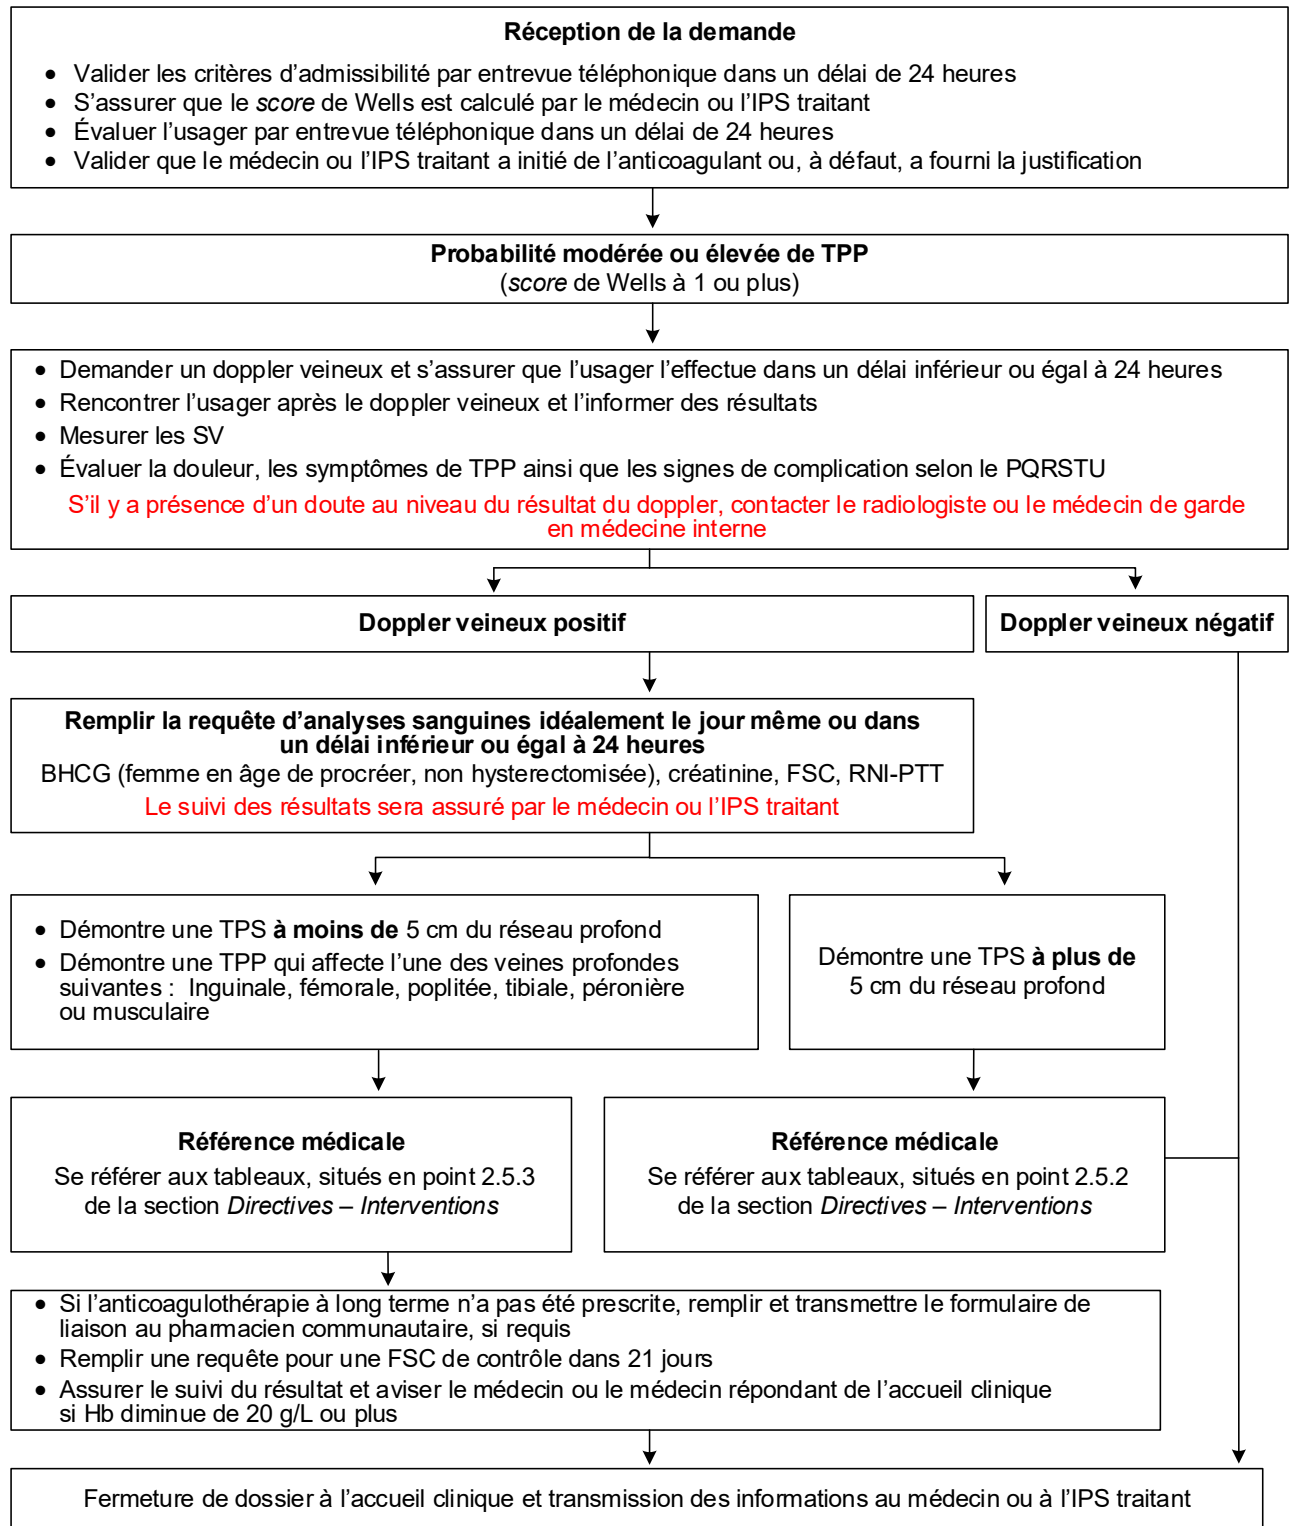 Réception de la demande
• Valider les critères d'admissibilité par entrevue téléphonique dans un délai de 24 heures
• S'assurer que le score de Wells est calculé par le médecin ou l'IPS traitant
• Évaluer l'usager par entrevue téléphonique dans un délai de 24 heures
• Valider que le médecin ou l'IPS traitant a initié de l'anticoagulant ou, à défaut, a fourni la justification
Probabilité modérée ou élevée de TPP
(score de Wells à 1 ou plus)
• Demander un doppler veineux et s'assurer que l'usager l'effectue dans un délai inférieur ou égal à 24 heures
• Rencontrer l'usager après le doppler veineux et l'informer des résultats
• Mesurer les SV
• Évaluer la douleur, les symptômes de TPP ainsi que les signes de complication selon le PQRSTU
S'il y a présence d'un doute au niveau du résultat du doppler, contacter le radiologiste ou le médecin de garde
en médecine interne
Doppler veineux positif
Doppler veineux négatif
Remplir la requête d'analyses sanguines idéalement le jour même ou dans
un délai inférieur ou égal à 24 heures
BHCG (femme en âge de procréer, non hysterectomisée), créatinine, FSC, RNI-PTT
Le suivi des résultats sera assuré par le médecin ou l'IPS traitant
• Démontre une TPS à moins de 5 cm du réseau profond
• Démontre une TPP qui affecte l'une des veines profondes
suivantes : Inguinale, fémorale, poplitée, tibiale, péronière
ou musculaire
Démontre une TPS à plus de
5 cm du réseau profond
Référence médicale
Se référer aux tableaux, situés en point 2.5.3
de la section Directives – Interventions
Référence médicale
Se référer aux tableaux, situés en point 2.5.2
de la section Directives – Interventions
• Si l'anticoagulothérapie à long terme n'a pas été prescrite, remplir et transmettre le formulaire de
liaison au pharmacien communautaire, si requis
• Remplir une requête pour une FSC de contrôle dans 21 jours
• Assurer le suivi du résultat et aviser le médecin ou le médecin répondant de l'accueil clinique
si Hb diminue de 20 g/L ou plus
Fermeture de dossier à l'accueil clinique et transmission des informations au médecin ou à l'IPS traitant